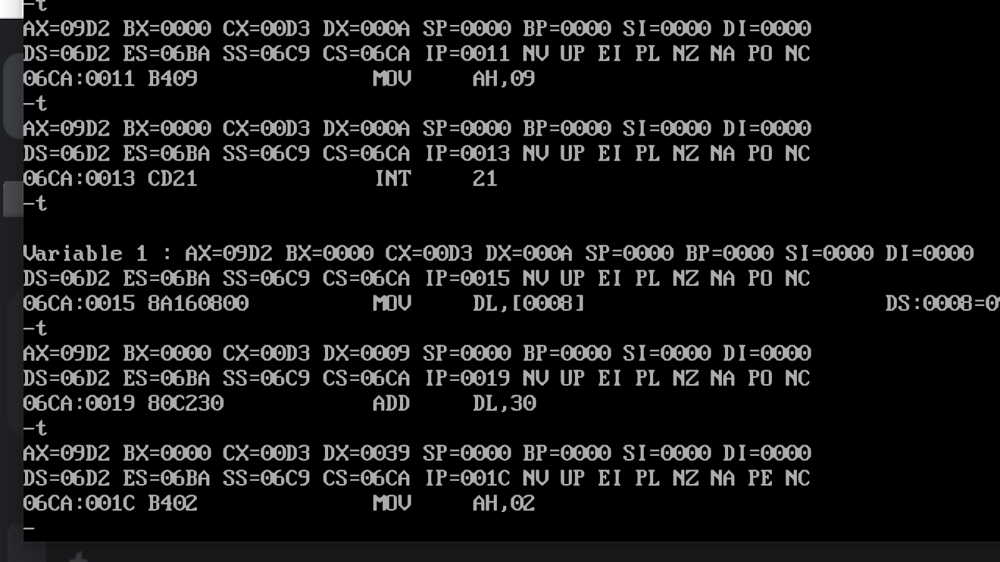 -t
AX=09D2 BX=0000 CX=00D3 DX=000A SP=0000 BP=0000 SI=0000 DI=0000
DS=06D2 ES=06BA SS=06C9 CS=06CA IP=0011 NV UP EI PL NZ NA PO NC
06CA:0011 B409 MOV AH,09
-t
AX=09D2 BX=0000 CX=00D3 DX=000A SP=0000 BP=0000 SI=0000 DI=0000
DS=06D2 ES=06BA SS=06C9 CS=06CA IP=0013 NV UP EI PL NZ NA PO NC
06CA:0013 CD21 INT 21
-t
Variable 1 : AX=09D2 BX=0000 CX=00D3 DX=000A SP=0000 BP=0000 SI=0000 DI=0000
DS=06D2 ES=06BA SS=06C9 CS=06CA IP=0015 NV UP EI PL NZ NA PO NC
06CA:0015 8A160800 MOV DL,[0008] DS:0008=0
-t
AX=09D2 BX=0000 CX=00D3 DX=0009 SP=0000 BP=0000 SI=0000 DI=0000
DS=06D2 ES=06BA SS=06C9 CS=06CA IP=0019 NV UP EI PL NZ NA PO NC
06CA:0019 80C230 ADD DL,30
-t
AX=09D2 BX=0000 CX=00D3 DX=0039 SP=0000 BP=0000 SI=0000 DI=0000
DS=06D2 ES=06BA SS=06C9 CS=06CA IP=001C NV UP EI PL NZ NA PE NC
06CA:001C B402 MOV AH,02
-